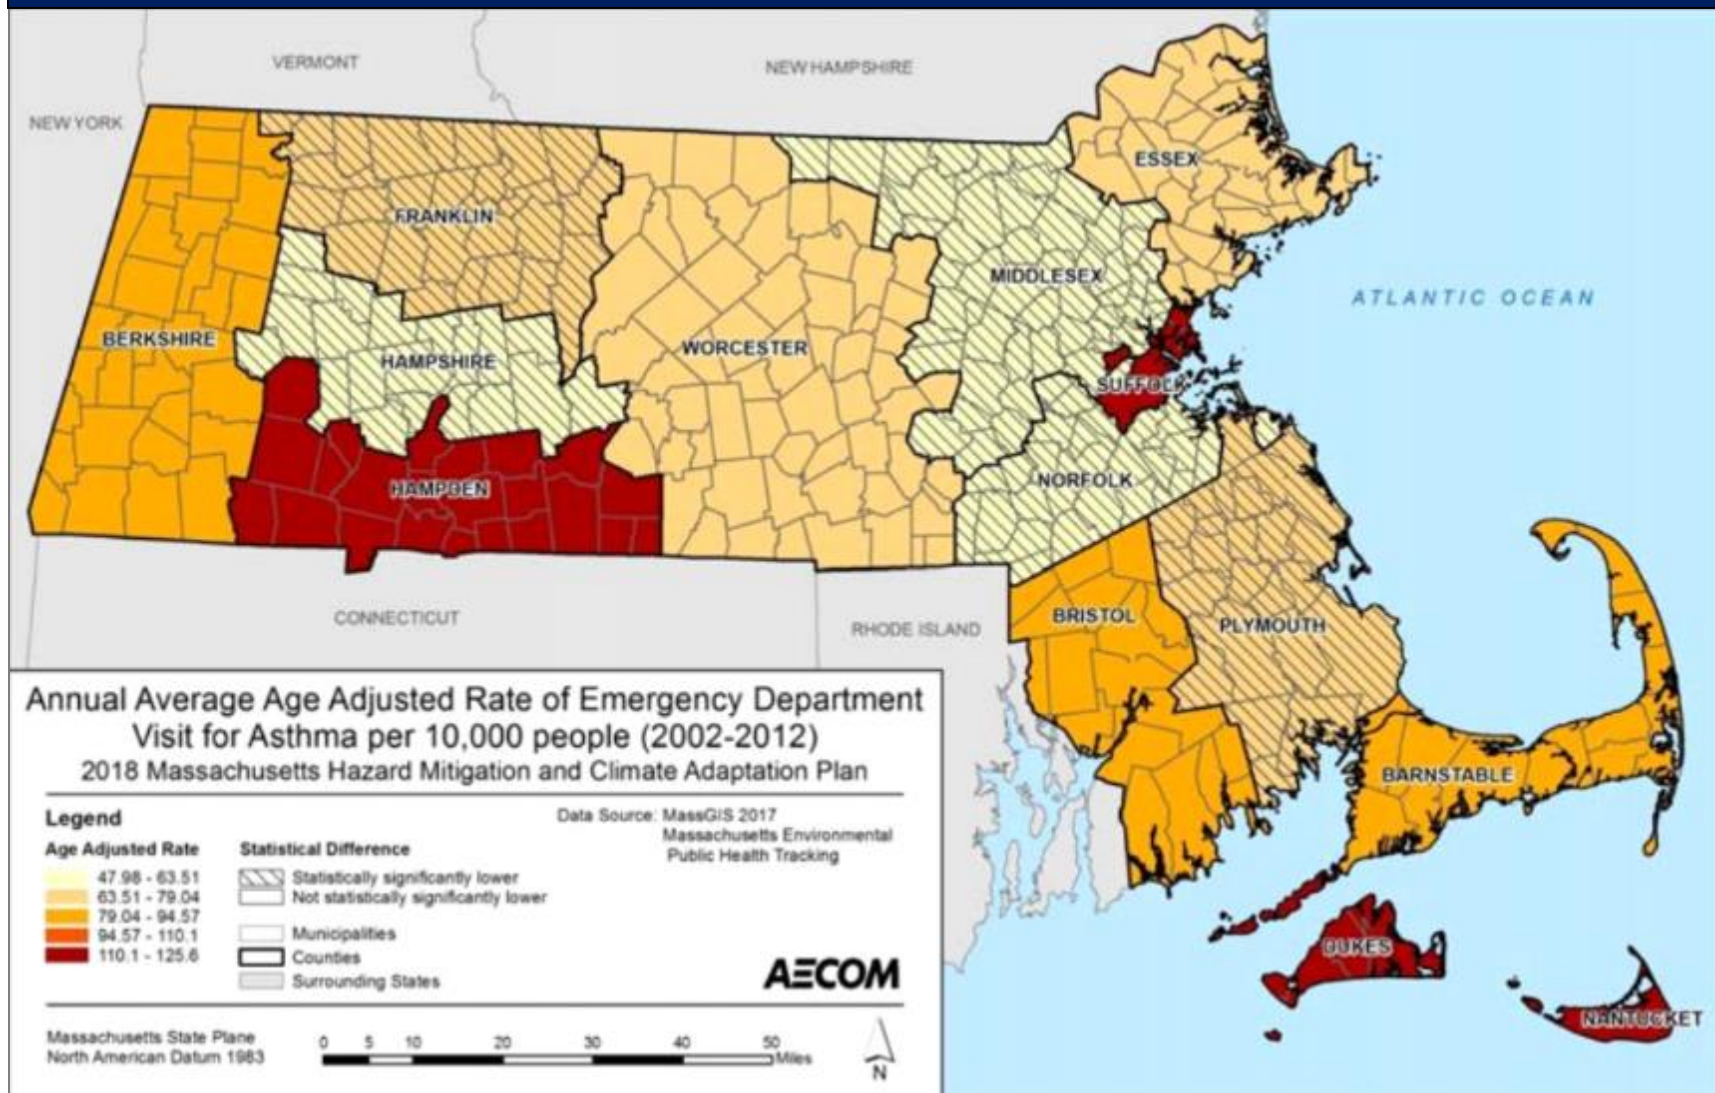 VERMONT
NEW HAMPSHIRE
NEW YORK
ESSEX
FRANKLIN
MIDDLESEX
ATLANTIC OCEAN
BERKSHIRE
HAMPSHIRE
WORCESTER
SUFFOLK
HAMPDEN
NORFOLK
CONNECTICUT
RHODE ISLAND
BRISTOL
PLYMOUTH
BARNSTABLE
DUKES
NANTUCKET
Annual Average Age Adjusted Rate of Emergency Department
Visit for Asthma per 10,000 people (2002-2012)
2018 Massachusetts Hazard Mitigation and Climate Adaptation Plan
Legend
Age Adjusted Rate
47.98 - 63.51
63.51 - 79.04
79.04 - 94.57
94.57 - 110.1
110.1 - 125.6
Statistical Difference
Statistically significantly lower
Not statistically significantly lower
Municipalities
Counties
Surrounding States
Data Source: MassGIS 2017
Massachusetts Environmental
Public Health Tracking
AECOM
Massachusetts State Plane
North American Datum 1983
0 5 10 20 30 40 50 Miles
N